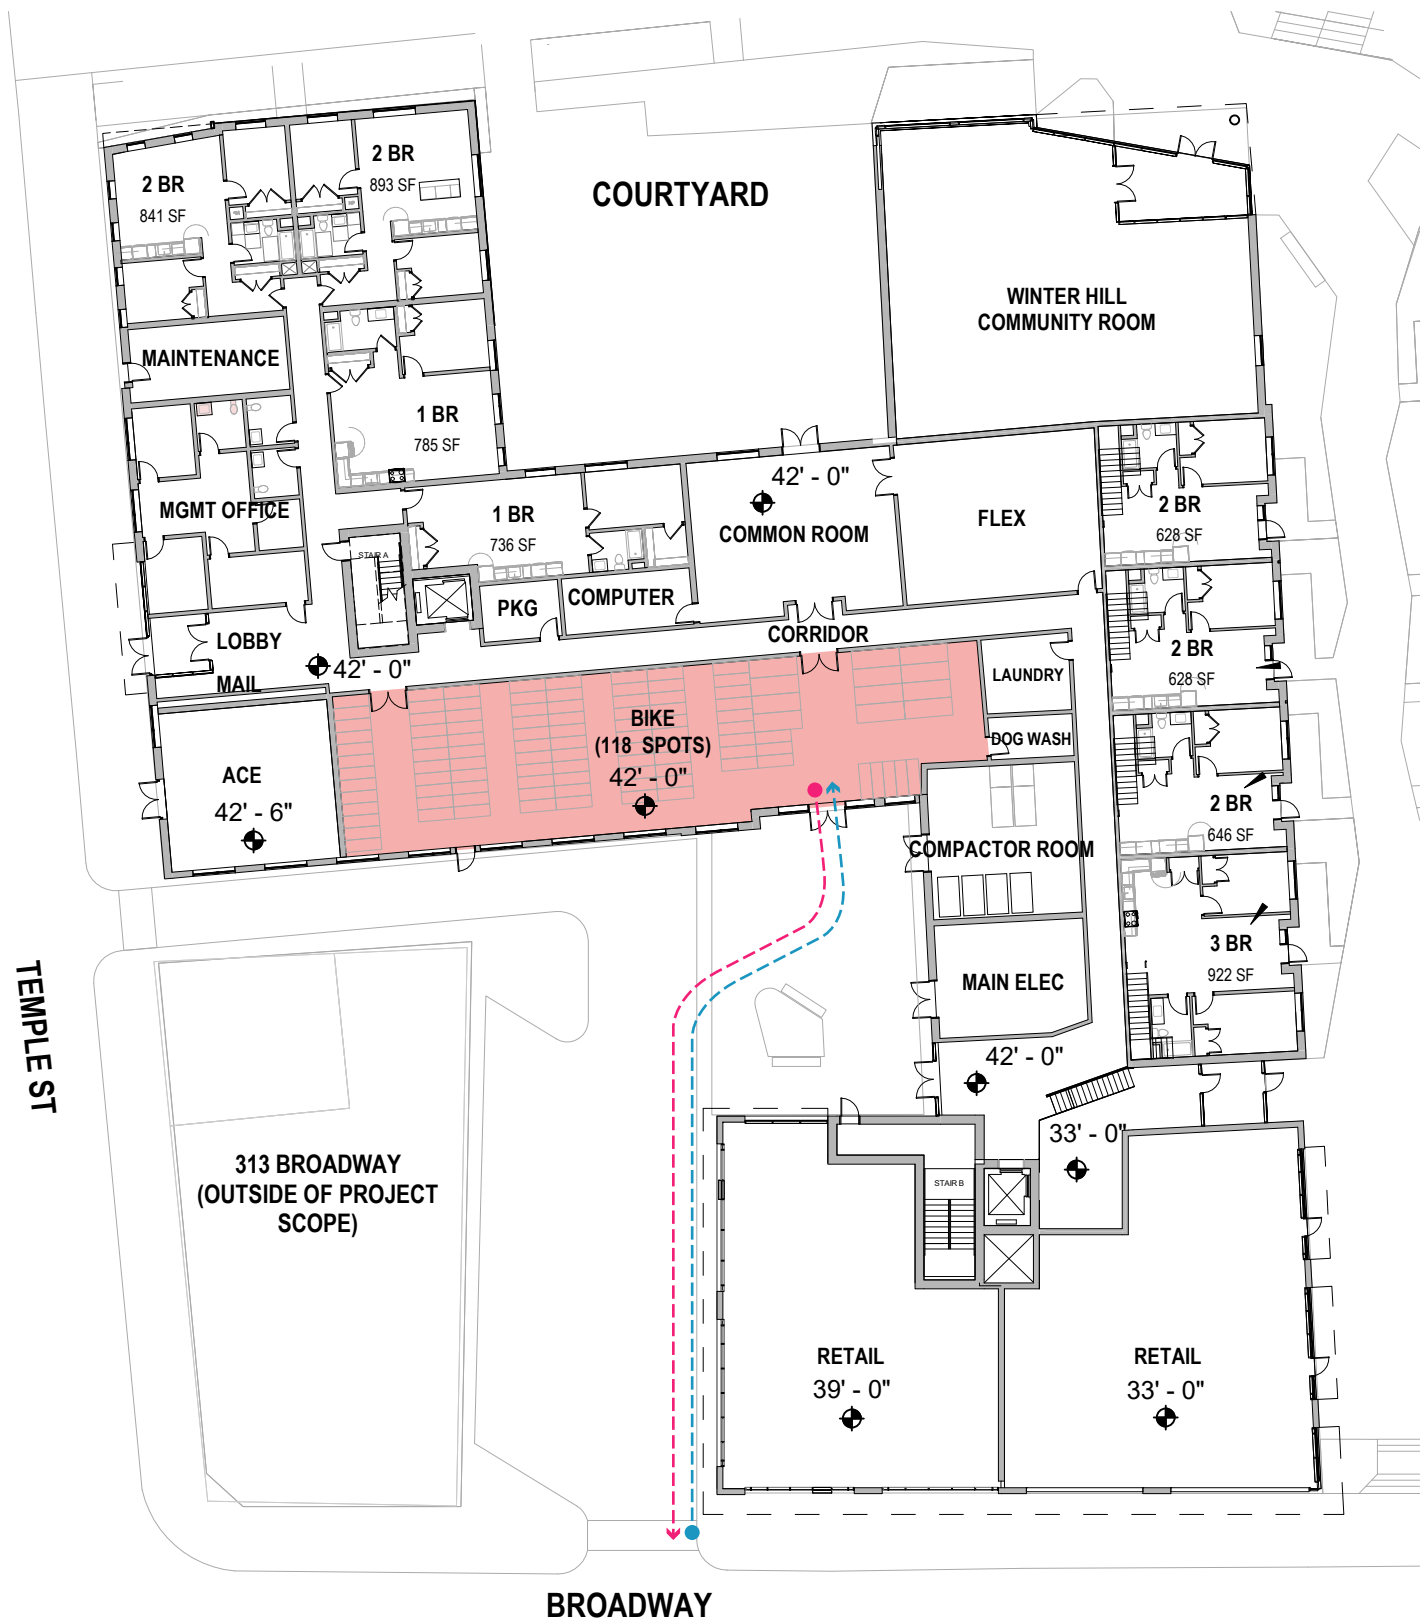 2 BR
893 SF
2 BR
841 SF
COURTYARD
WINTER HILL
COMMUNITY ROOM
MAINTENANCE
1 BR
785 SF
42' - 0"
COMMON ROOM
FLEX
2 BR
628 SF
MGMT OFFICE
1 BR
736 SF
STAIR A
PKG
COMPUTER
CORRIDOR
LOBBY
42' - 0"
MAIL
2 BR
628 SF
LAUNDRY
DOG WASH
BIKE
(118 SPOTS)
42' - 0"
ACE
42' - 6"
2 BR
646 SF
COMPACTOR ROOM
3 BR
922 SF
MAIN ELEC
42' - 0"
33' - 0"
TEMPLE ST
313 BROADWAY
(OUTSIDE OF PROJECT
SCOPE)
STAIR B
RETAIL
39' - 0"
RETAIL
33' - 0"
BROADWAY